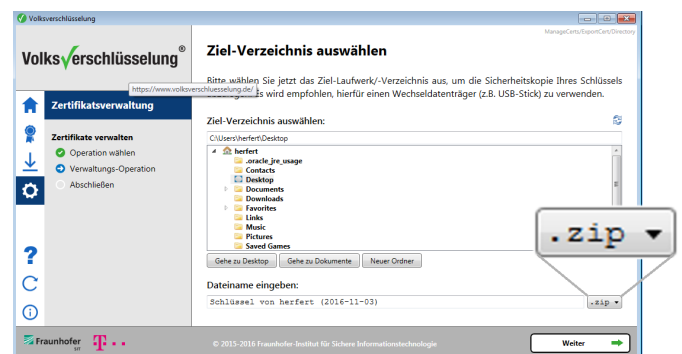 Volksverschlüsselung
ManageCerts/ExportCert/Directory
Volksverschlüsselung®
Ziel-Verzeichnis auswählen
Bitte wählen Sie jetzt das Ziel-Laufwerk/-Verzeichnis aus, um die Sicherheitskopie Ihres Schlüssels
es wird empfohlen, hierfür einen Wechseldatenträger (z.B. USB-Stick) zu verwenden.
https://www.volksverschluesselung.de/
Zertifikatsverwaltung
Zertifikate verwalten
Operation wählen
Verwaltungs-Operation
Abschließen
Ziel-Verzeichnis auswählen:
C:\Users\herfert\Desktop
herfert
.oracle_jre_usage
Contacts
Desktop
Documents
Downloads
Favorites
Links
Music
Pictures
Saved Games
.zip
Gehe zu Desktop
Gehe zu Dokumente
Neuer Ordner
Dateiname eingeben:
Schlüssel von herfert (2016-11-03)
.zip
?
Fraunhofer
SIT
T
© 2015-2016 Fraunhofer-Institut für Sichere Informationstechnologie
Weiter